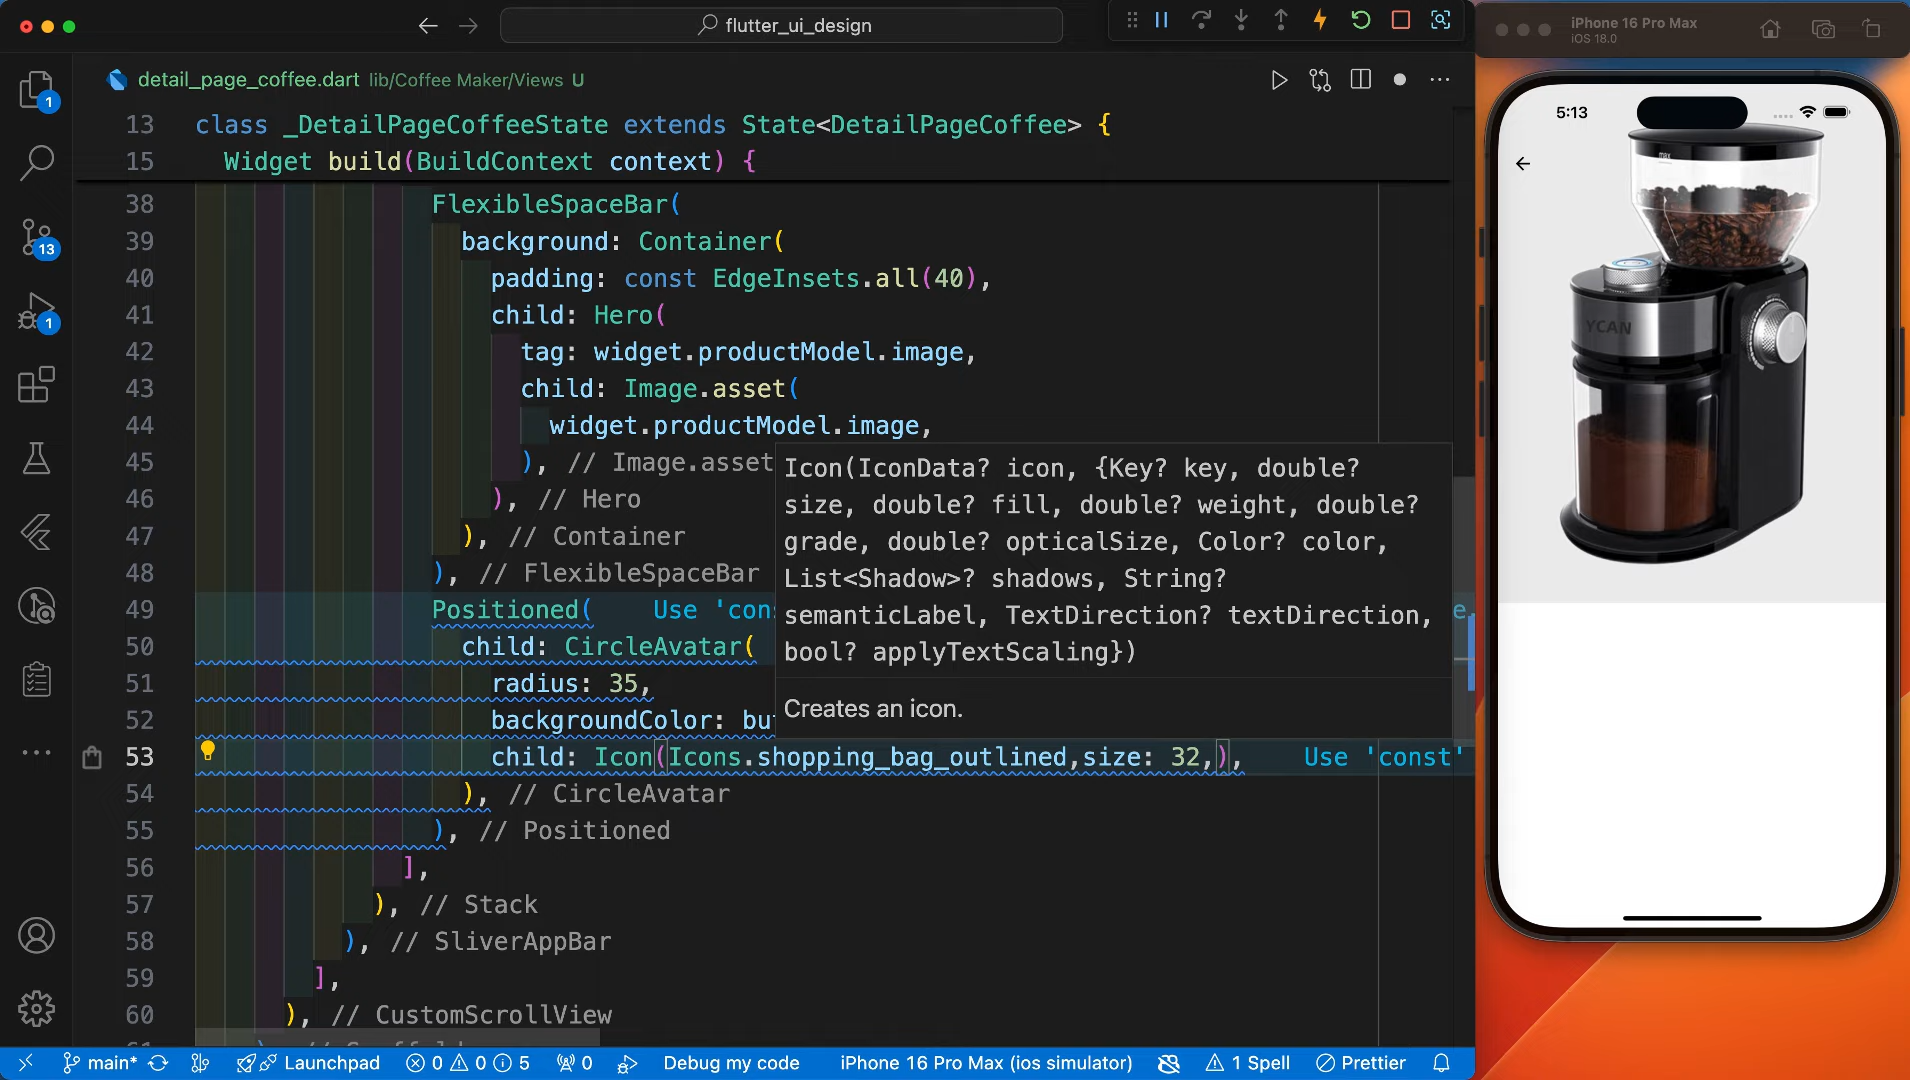 flutter_ui_design
iPhone 16 Pro Max
iOS 18.0
detail_page_coffee.dart lib/Coffee Maker/Views U
13 class _DetailPageCoffeeState extends State<DetailPageCoffee> {
15 Widget build(BuildContext context) {
38 FlexibleSpaceBar(
39 background: Container(
40 padding: const EdgeInsets.all(40),
41 child: Hero(
42 tag: widget.productModel.image,
43 child: Image.asset(
44 widget.productModel.image,
45 ), // Image.asset
46 ), // Hero
47 ), // Container
48 ), // FlexibleSpaceBar
49 Positioned( Use 'cons e.
50 child: CircleAvatar(
51 radius: 35,
52 backgroundColor: bu
53 child: Icon(Icons.shopping_bag_outlined,size: 32,), Use 'const'
54 ), // CircleAvatar
55 ), // Positioned
56 ],
57 ), // Stack
58 ), // SliverAppBar
59 ],
60 ), // CustomScrollView
Icon(IconData? icon, {Key? key, double?
size, double? fill, double? weight, double?
grade, double? opticalSize, Color? color,
List<Shadow>? shadows, String?
semanticLabel, TextDirection? textDirection,
bool? applyTextScaling})
Creates an icon.
1
13
1
5:13
max
YCAN
main* Launchpad 0 0 5 0 Debug my code iPhone 16 Pro Max (ios simulator) 1 Spell Prettier